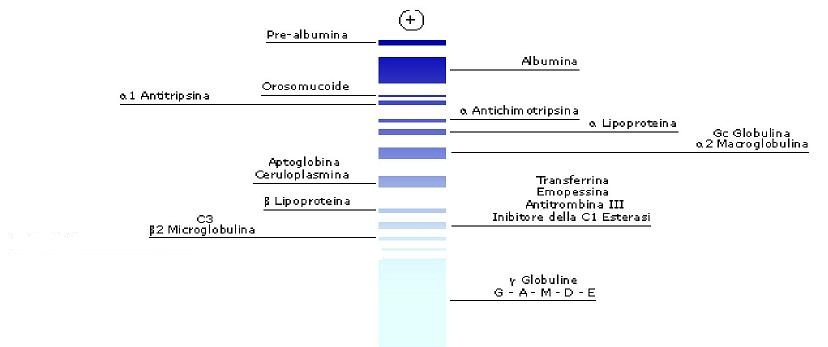 +
Pre-albumina
Albumina
Orosomucoide
α1 Antitripsina
α Antichimotripsina
α Lipoproteina
Gc Globulina
α2 Macroglobulina
Aptoglobina
Ceruloplasmina
Transferrina
Emopessina
Antitrombina III
Inibitore della C1 Esterasi
β Lipoproteina
C3
β2 Microglobulina
γ Globuline
G - A - M - D - E